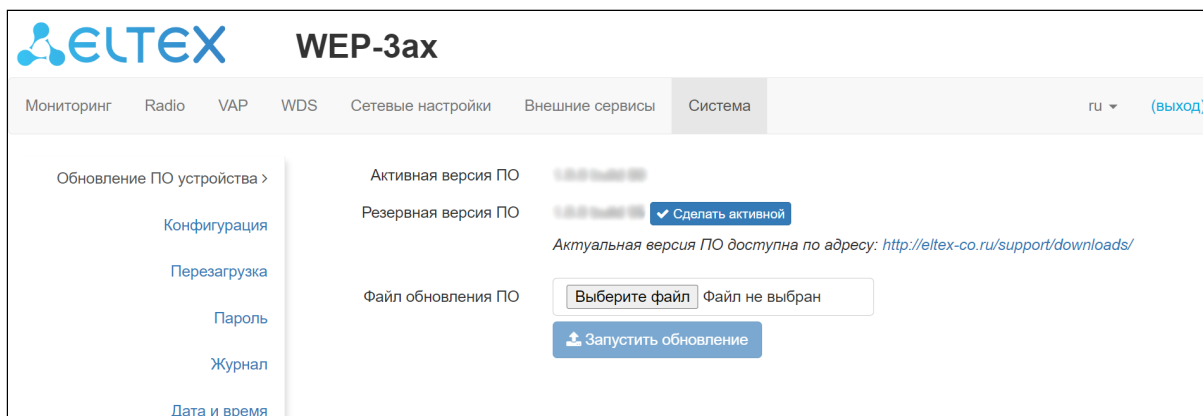 ELTEX WEP-3ax
Мониторинг Radio VAP WDS Сетевые настройки Внешние сервисы Система ru (выход)
Обновление ПО устройства >
Конфигурация
Перезагрузка
Пароль
Журнал
Дата и время
Активная версия ПО
Резервная версия ПО Сделать активной
Актуальная версия ПО доступна по адресу: http://eltex-co.ru/support/downloads/
Файл обновления ПО Выберите файл Файл не выбран
Запустить обновление